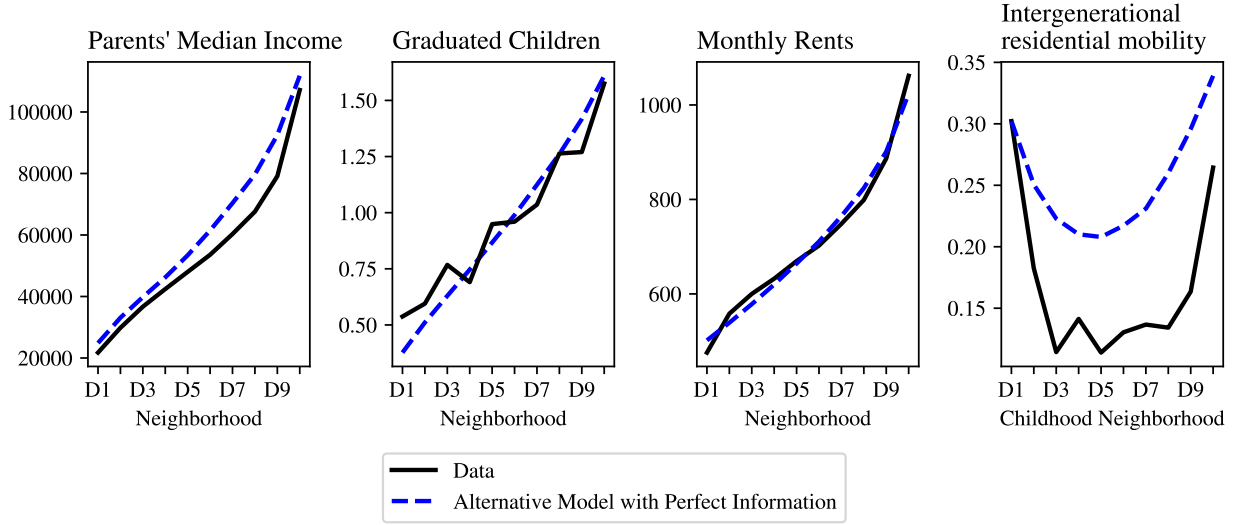 Parents' Median Income
100000
80000
60000
40000
20000
D1 D3 D5 D7 D9
Neighborhood
Graduated Children
1.50
1.25
1.00
0.75
0.50
D1 D3 D5 D7 D9
Neighborhood
Monthly Rents
1000
800
600
D1 D3 D5 D7 D9
Neighborhood
Intergenerational
residential mobility
0.35
0.30
0.25
0.20
0.15
D1 D3 D5 D7 D9
Childhood Neighborhood
Data
Alternative Model with Perfect Information